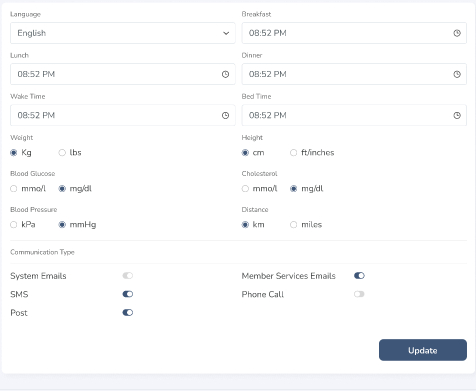 Language Breakfast
English 08:52 PM
Lunch Dinner
08:52 PM 08:52 PM
Wake Time Bed Time
08:52 PM 08:52 PM
Weight Height
Kg lbs cm ft/inches
Blood Glucose Cholesterol
mmo/l mg/dl mmo/l mg/dl
Blood Pressure Distance
kPa mmHg km miles
Communication Type
System Emails Member Services Emails
SMS Phone Call
Post
Update